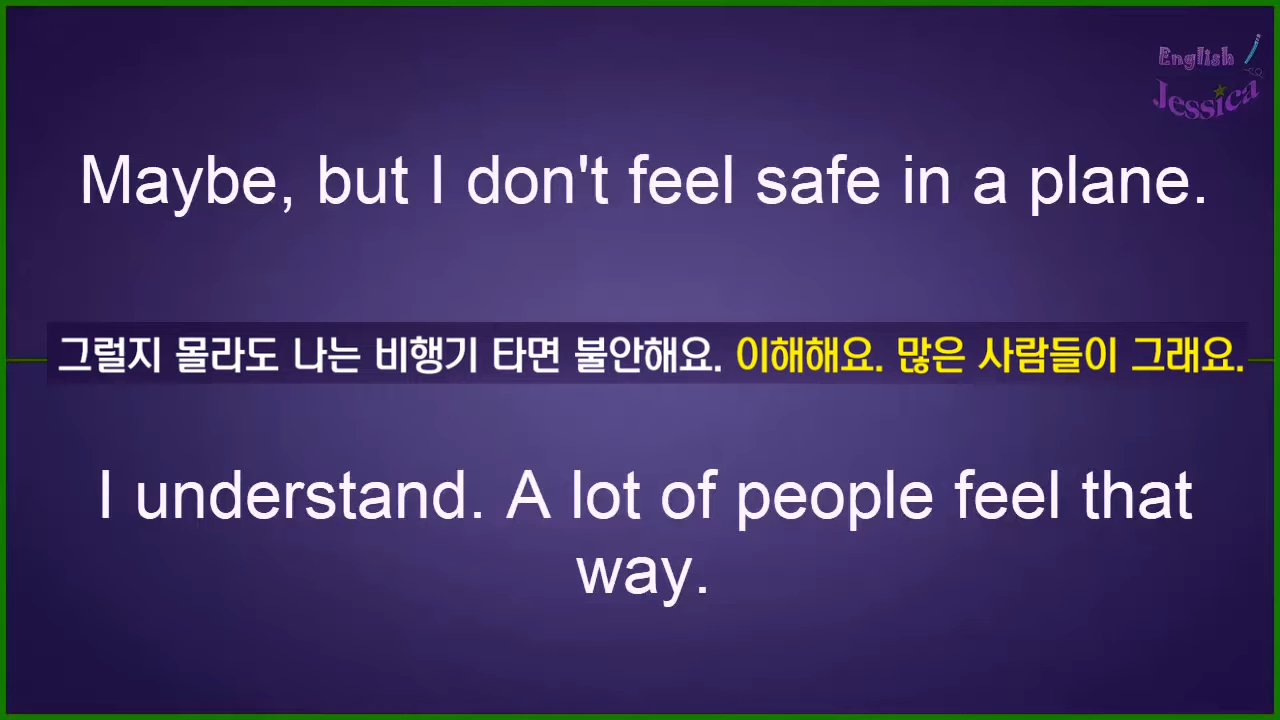 English
Jessica
Maybe, but I don't feel safe in a plane.
그럴지 몰라도 나는 비행기 타면 불안해요. 이해해요. 많은 사람들이 그래요.
I understand. A lot of people feel that
way.